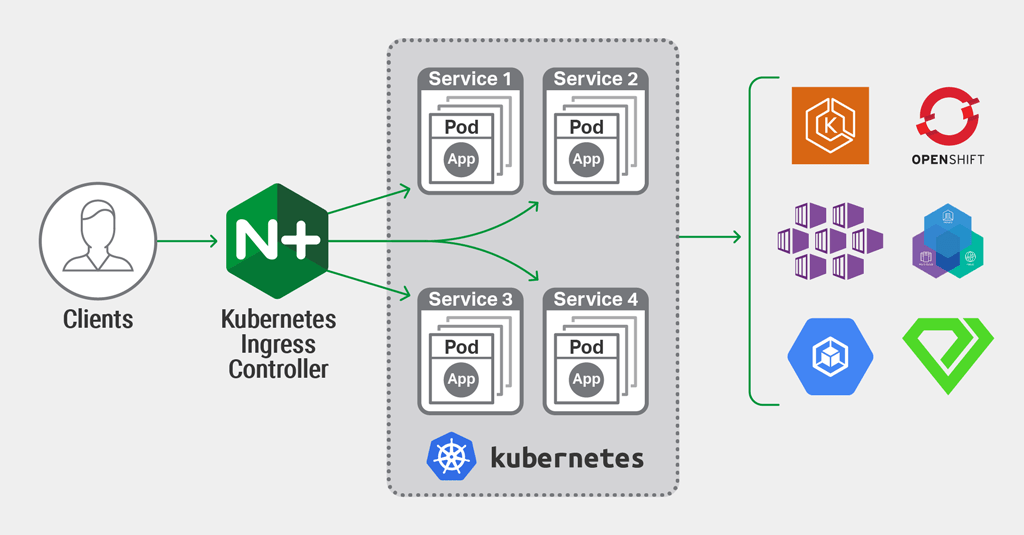 Clients
N+
Kubernetes
Ingress
Controller
Service 1
Pod
App
Service 2
Pod
App
Service 3
Pod
App
Service 4
Pod
App
kubernetes
K
OPENSHIFT